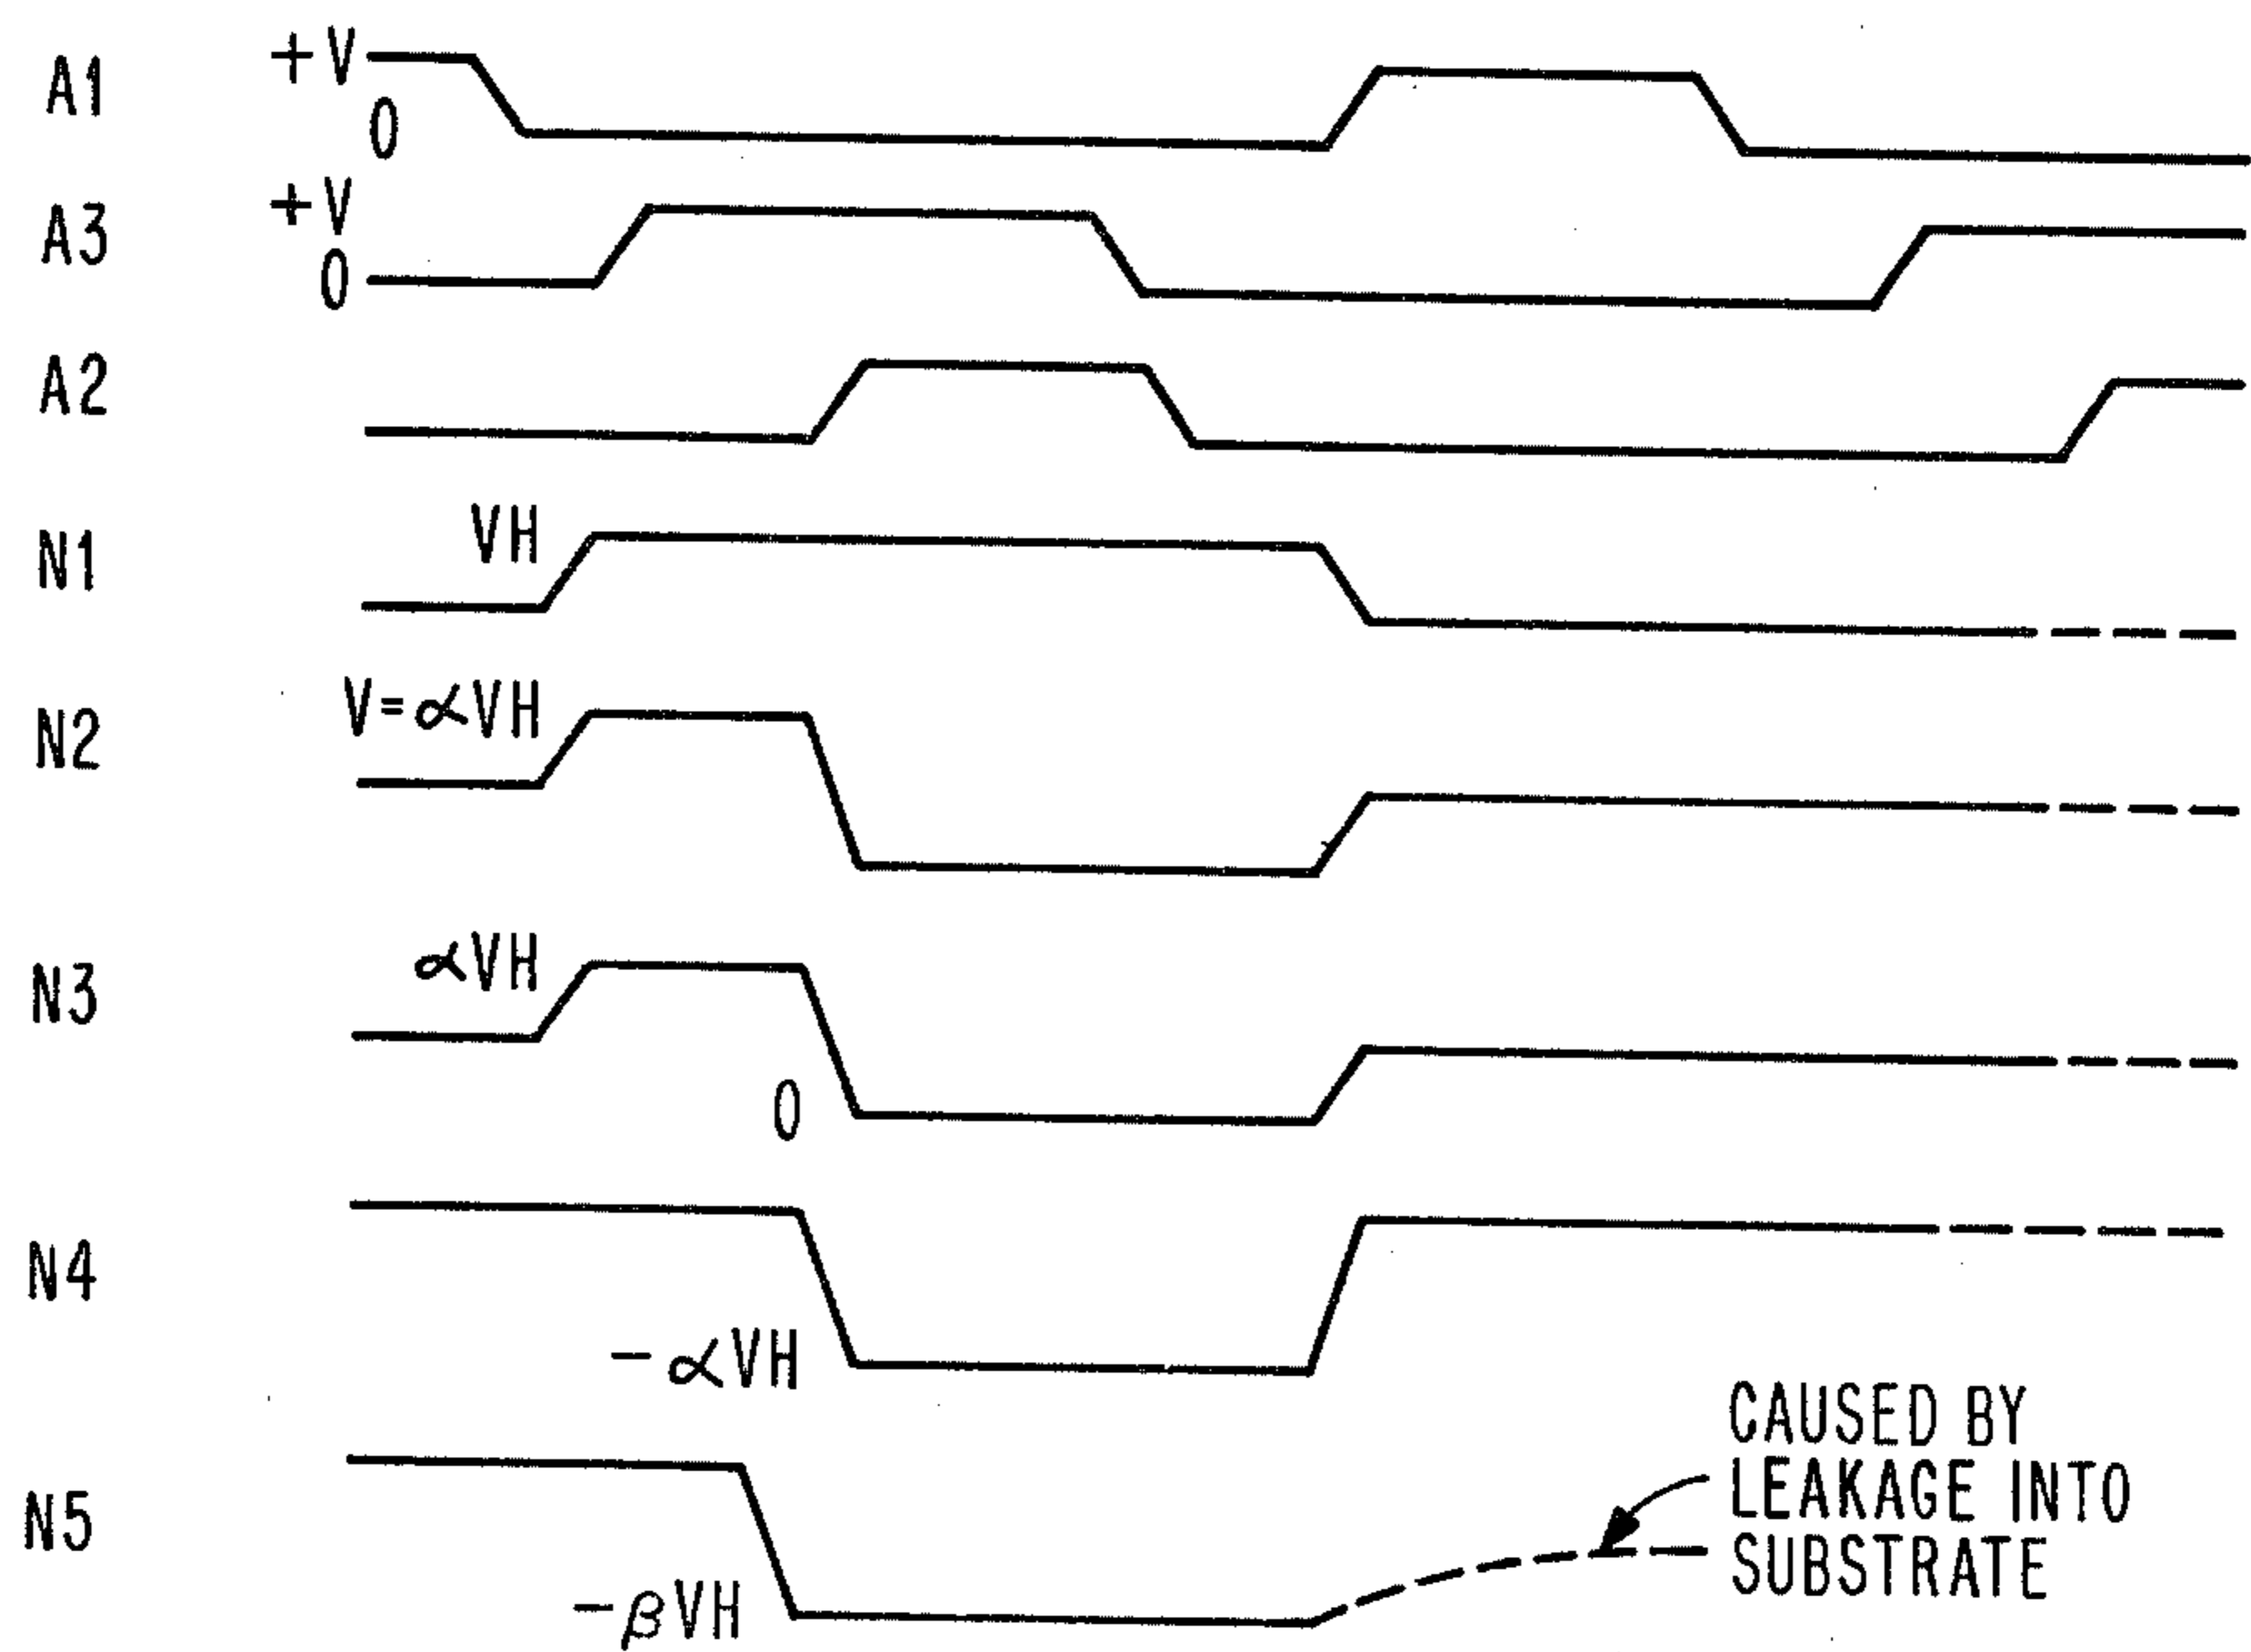 A1
+V
0
A3
+V
0
A2
N1
VH
N2
V=αVH
N3
αVH
0
N4
-αVH
N5
-βVH
CAUSED BY
LEAKAGE INTO
SUBSTRATE